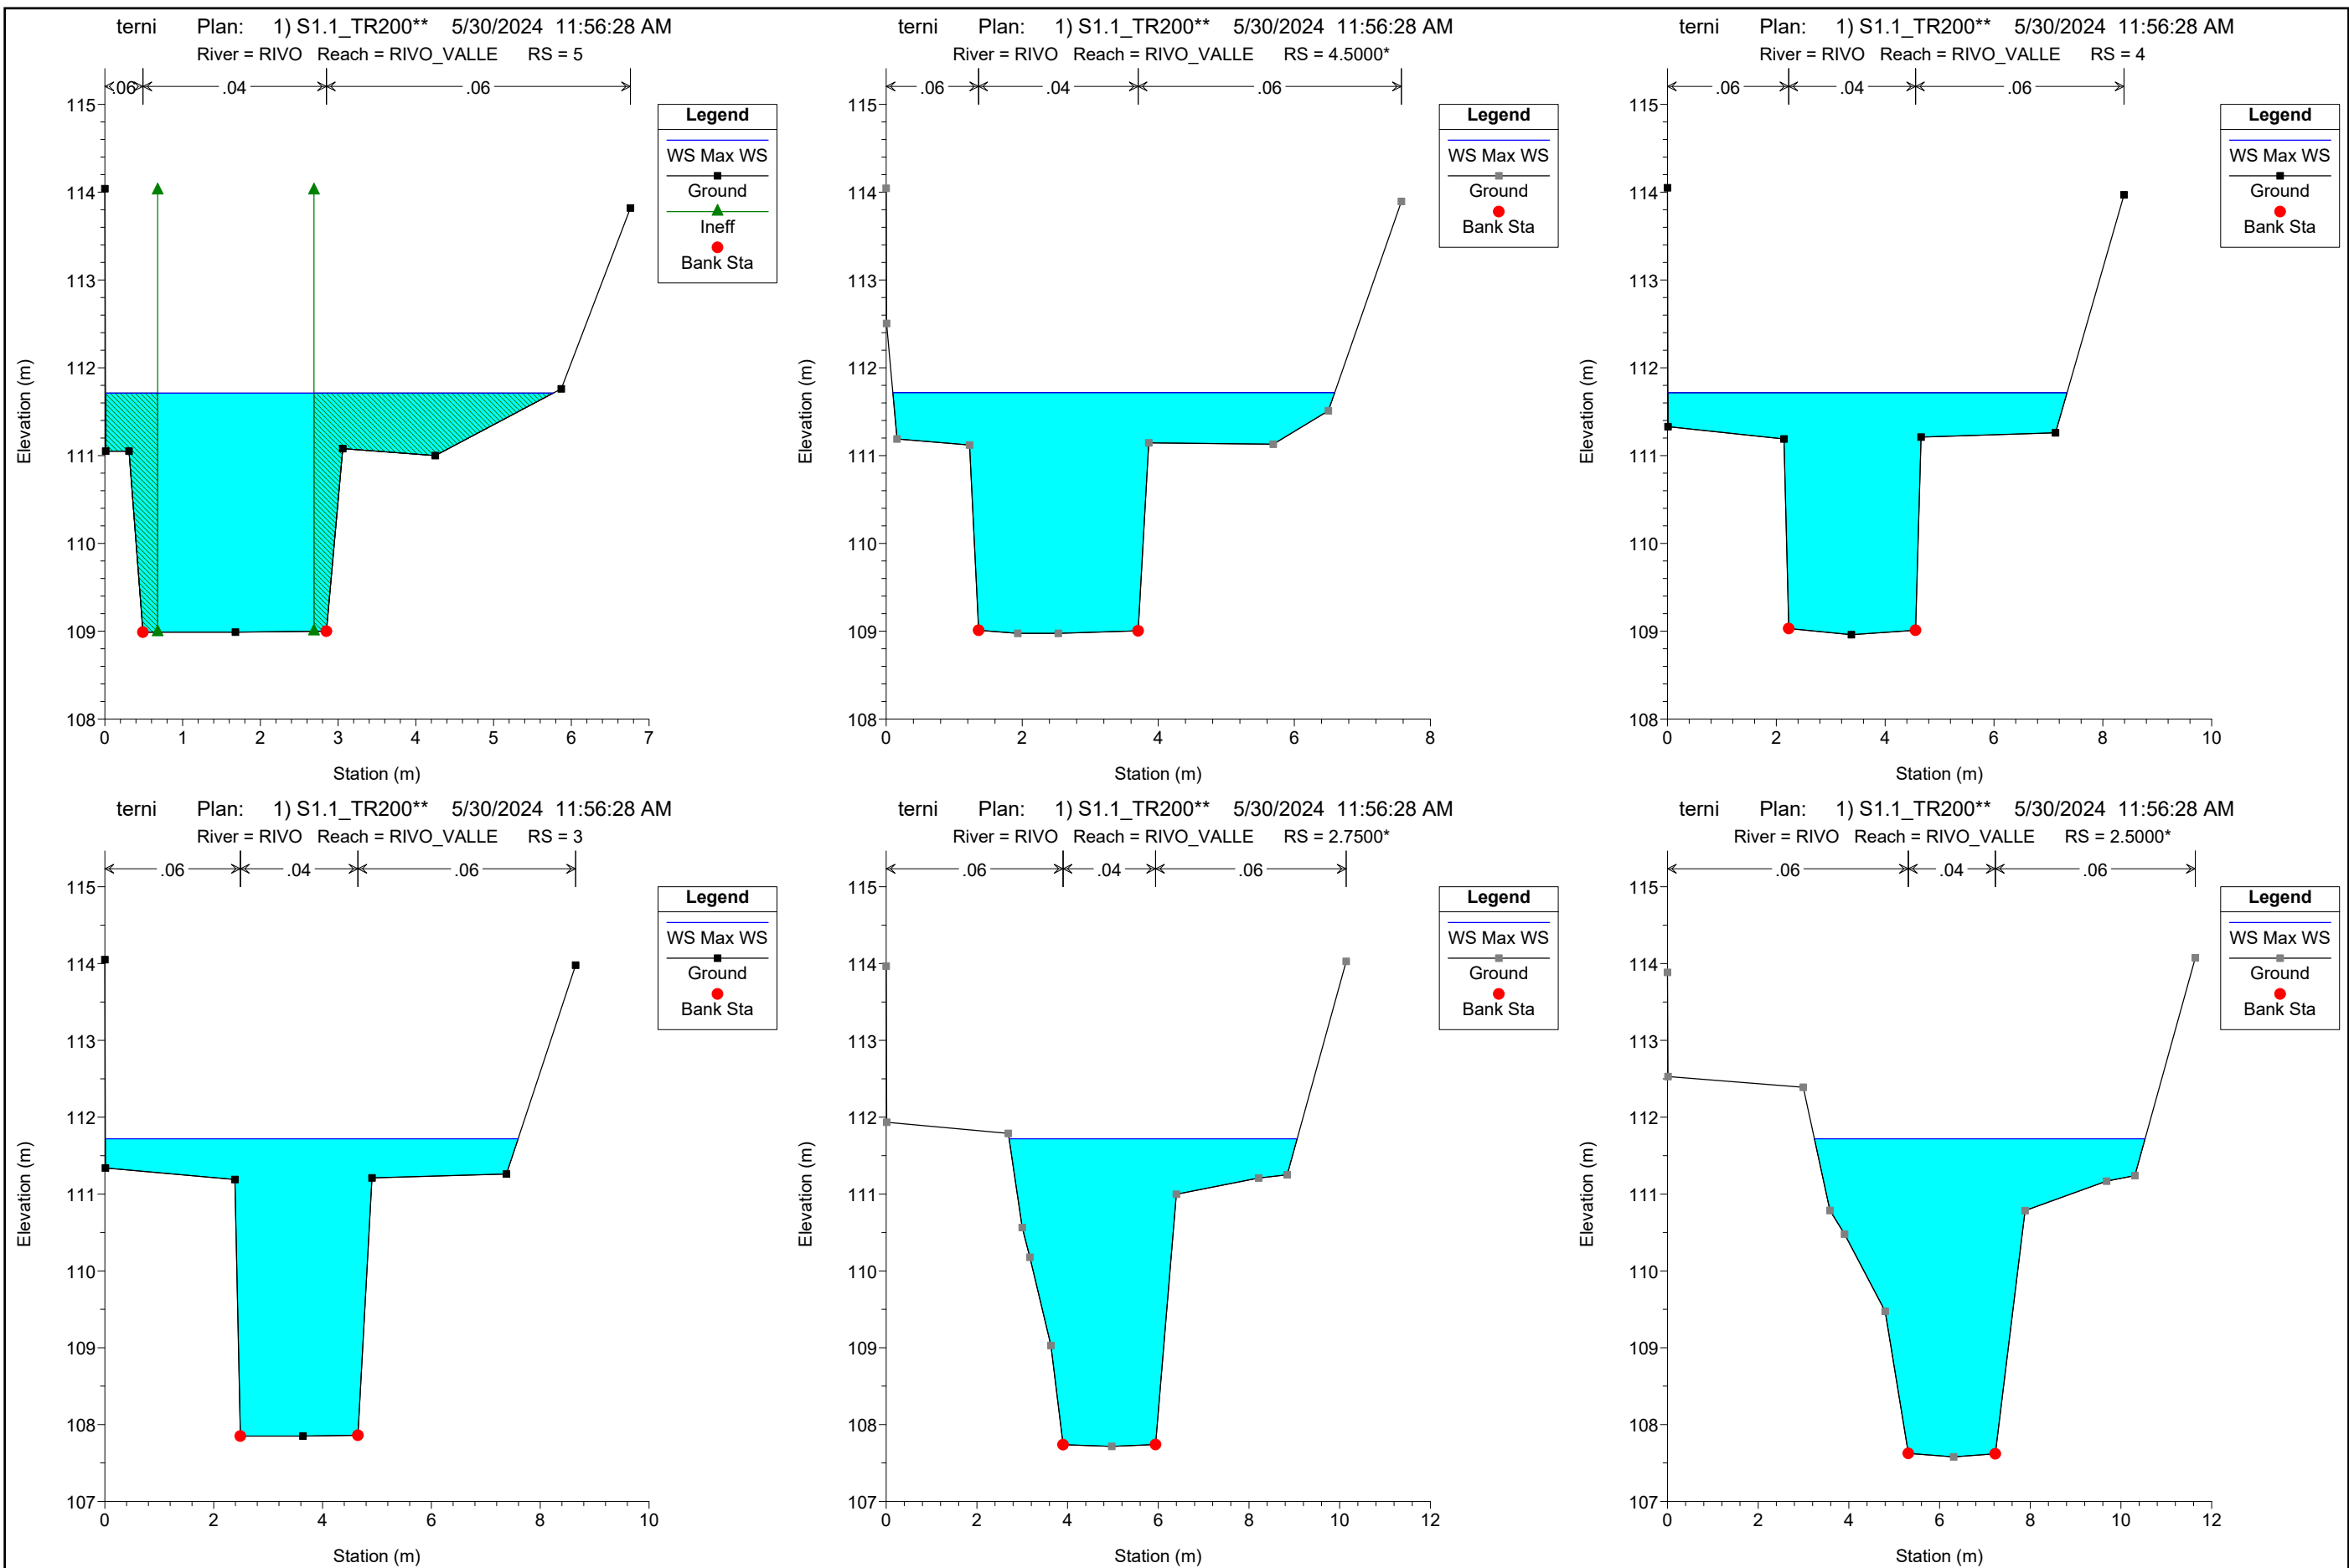 terni Plan: 1) S1.1_TR200** 5/30/2024 11:56:28 AM
River = RIVO Reach = RIVO_VALLE RS = 5
.06 .04 .06
115
114
113
112
111
110
109
108
0 1 2 3 4 5 6 7
Elevation (m)
Station (m)
Legend
WS Max WS
Ground
Ineff
Bank Sta
terni Plan: 1) S1.1_TR200** 5/30/2024 11:56:28 AM
River = RIVO Reach = RIVO_VALLE RS = 4.5000*
.06 .04 .06
115
114
113
112
111
110
109
108
0 2 4 6 8
Elevation (m)
Station (m)
Legend
WS Max WS
Ground
Bank Sta
terni Plan: 1) S1.1_TR200** 5/30/2024 11:56:28 AM
River = RIVO Reach = RIVO_VALLE RS = 4
.06 .04 .06
115
114
113
112
111
110
109
108
0 2 4 6 8 10
Elevation (m)
Station (m)
Legend
WS Max WS
Ground
Bank Sta
terni Plan: 1) S1.1_TR200** 5/30/2024 11:56:28 AM
River = RIVO Reach = RIVO_VALLE RS = 3
.06 .04 .06
115
114
113
112
111
110
109
108
107
0 2 4 6 8 10
Elevation (m)
Station (m)
Legend
WS Max WS
Ground
Bank Sta
terni Plan: 1) S1.1_TR200** 5/30/2024 11:56:28 AM
River = RIVO Reach = RIVO_VALLE RS = 2.7500*
.06 .04 .06
115
114
113
112
111
110
109
108
107
0 2 4 6 8 10 12
Elevation (m)
Station (m)
Legend
WS Max WS
Ground
Bank Sta
terni Plan: 1) S1.1_TR200** 5/30/2024 11:56:28 AM
River = RIVO Reach = RIVO_VALLE RS = 2.5000*
.06 .04 .06
115
114
113
112
111
110
109
108
107
0 2 4 6 8 10 12
Elevation (m)
Station (m)
Legend
WS Max WS
Ground
Bank Sta